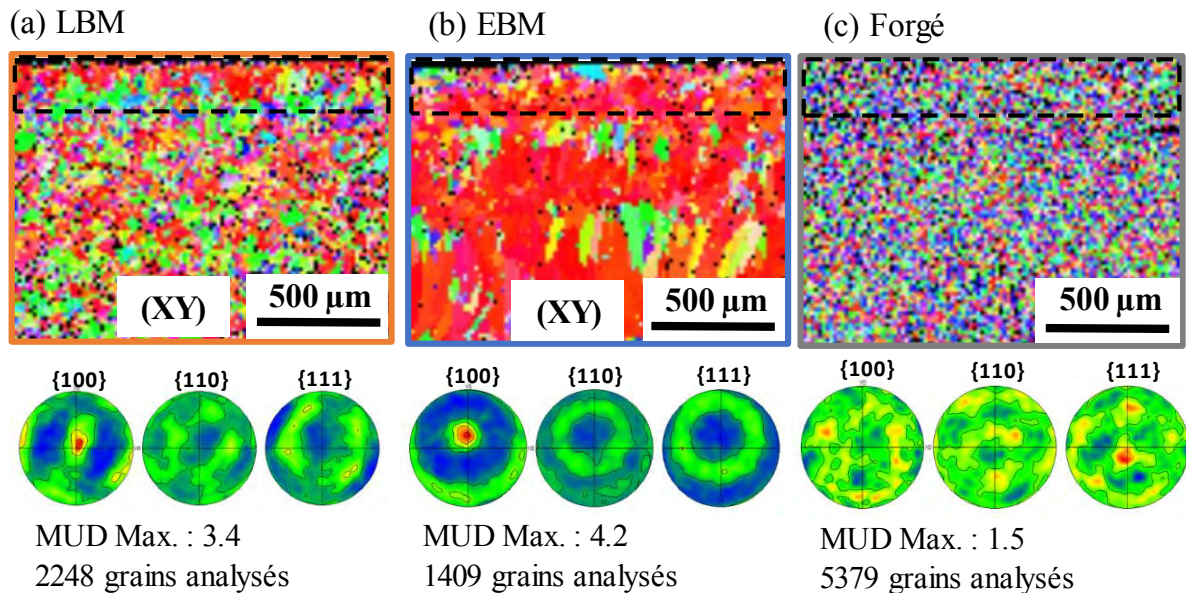 (a) LBM
(b) EBM
(c) Forgé
(XY)
500 µm
(XY)
500 µm
500 µm
{100} {110} {111}
{100} {110} {111}
{100} {110} {111}
MUD Max. : 3.4
2248 grains analysés
MUD Max. : 4.2
1409 grains analysés
MUD Max. : 1.5
5379 grains analysés